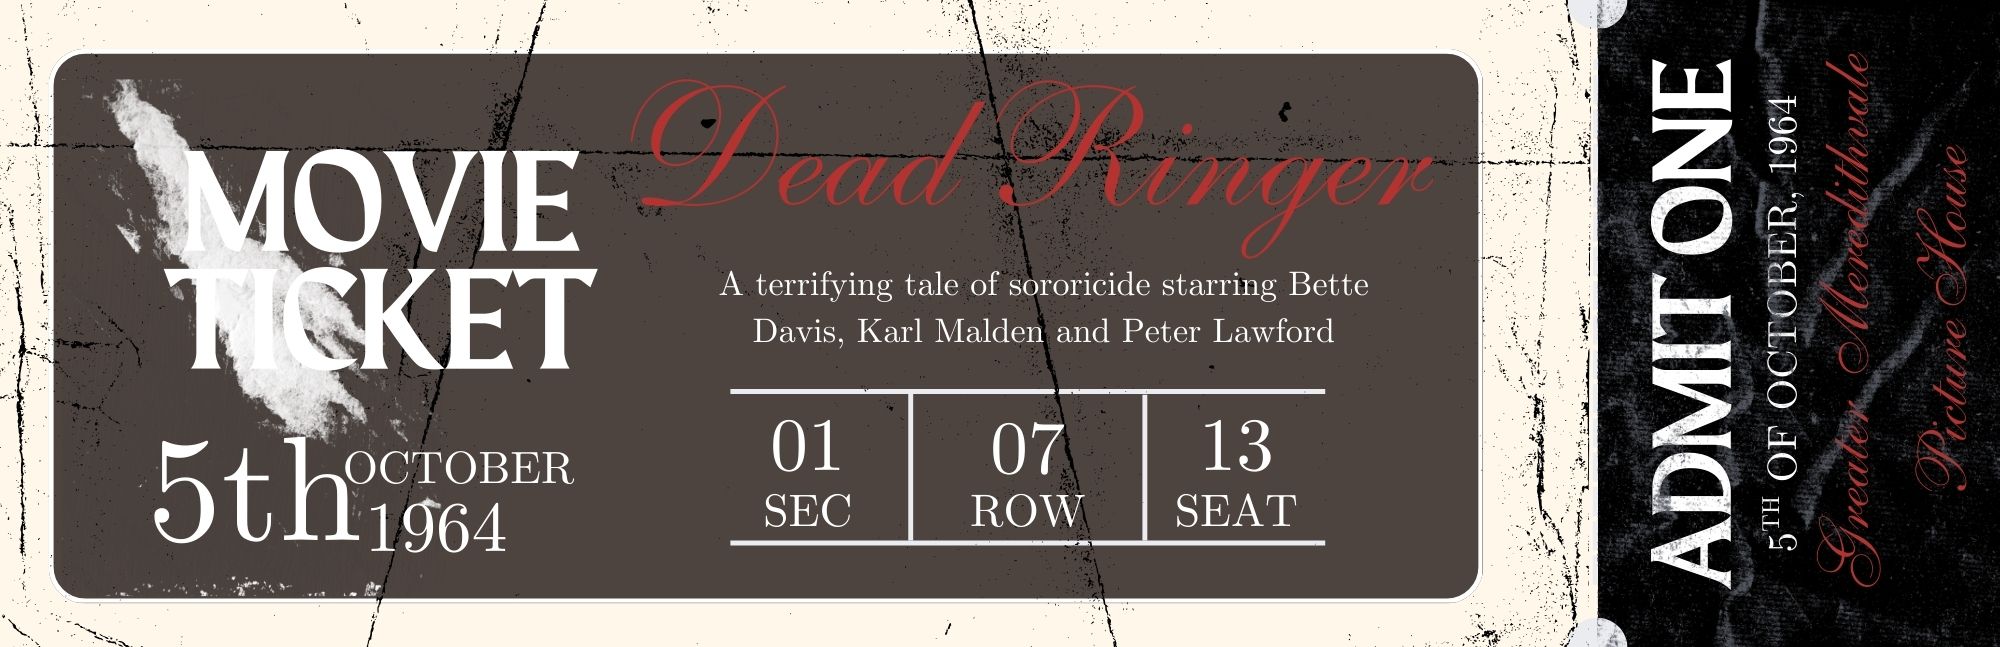 MOVIE
TICKET
5th OCTOBER
1964
Dead Ringer
A terrifying tale of sororicide starring Bette
Davis, Karl Malden and Peter Lawford
01
SEC
07
ROW
13
SEAT
ADMIT ONE
5TH OF OCTOBER, 1964
Greater Meredithvale
Picture House